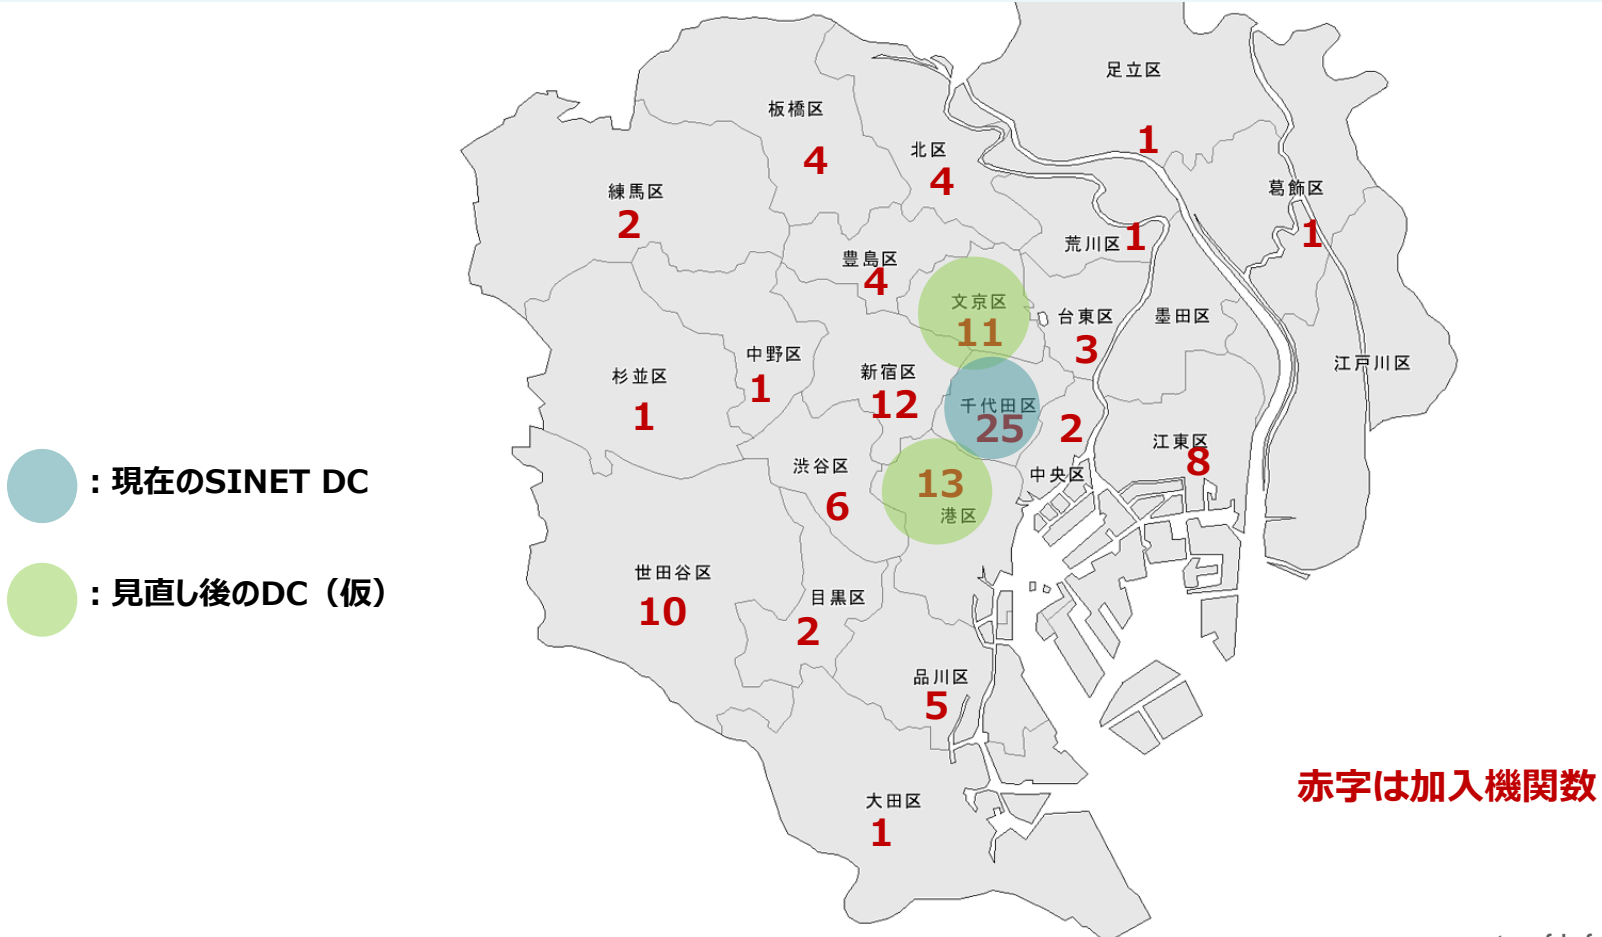 足立区
1
板橋区
4
北区
4
練馬区
2
葛飾区
1
荒川区
1
豊島区
4
文京区
11
台東区
3
墨田区
江戸川区
中野区
1
杉並区
1
新宿区
12
千代田区
25
2
中央区
江東区
8
渋谷区
6
13
港区
：現在のSINET DC
：見直し後のDC（仮）
世田谷区
10
目黒区
2
品川区
5
大田区
1
赤字は加入機関数